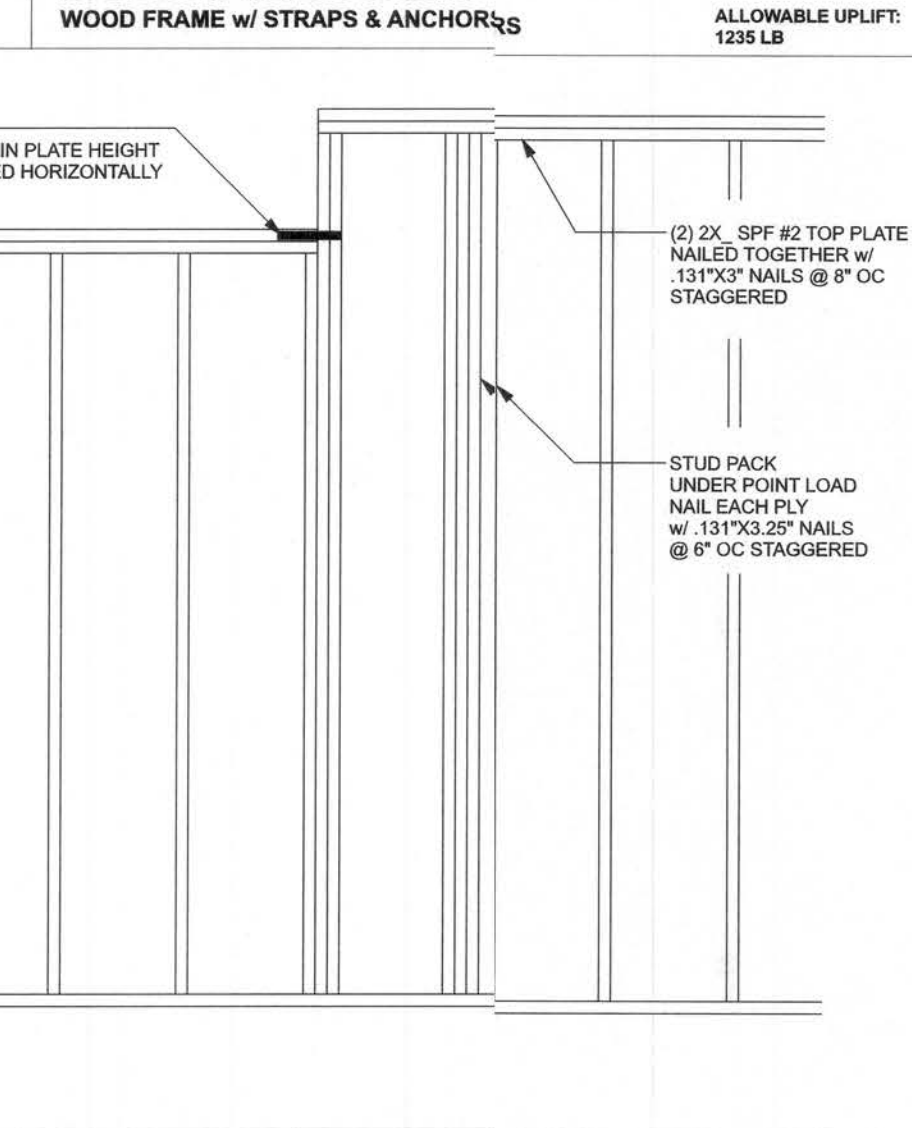 WOOD FRAME w/ STRAPS & ANCHORS
ALLOWABLE UPLIFT:
1235 LB
IN PLATE HEIGHT
ED HORIZONTALLY
(2) 2X_ SPF #2 TOP PLATE
NAILED TOGETHER w/
.131"X3" NAILS @ 8" OC
STAGGERED
STUD PACK
UNDER POINT LOAD
NAIL EACH PLY
w/ .131"X3.25" NAILS
@ 6" OC STAGGERED